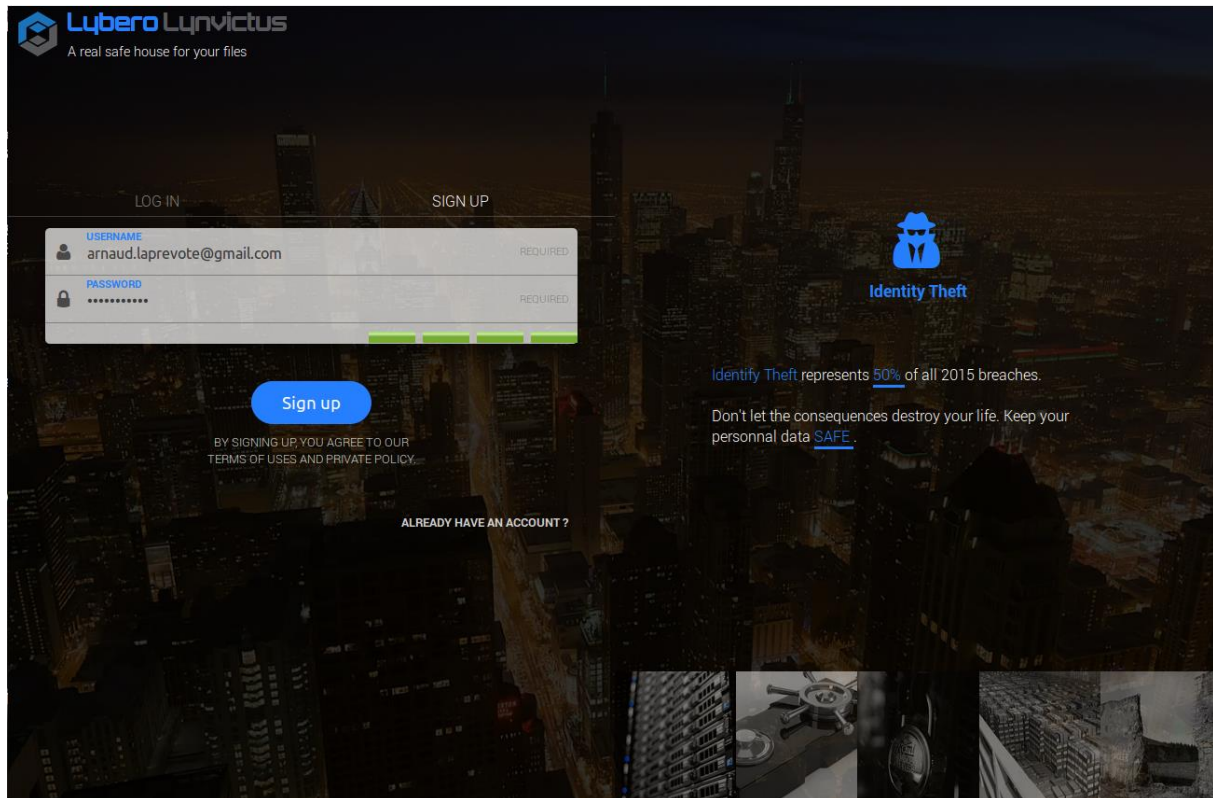 Lybero Lynvictus
A real safe house for your files
LOG IN
SIGN UP
USERNAME
arnaud.laprevote@gmail.com
REQUIRED
PASSWORD
•••••••••••
REQUIRED
Sign up
BY SIGNING UP, YOU AGREE TO OUR
TERMS OF USES AND PRIVATE POLICY.
ALREADY HAVE AN ACCOUNT ?
Identity Theft
Identify Theft represents 50% of all 2015 breaches.
Don't let the consequences destroy your life. Keep your
personnal data SAFE .